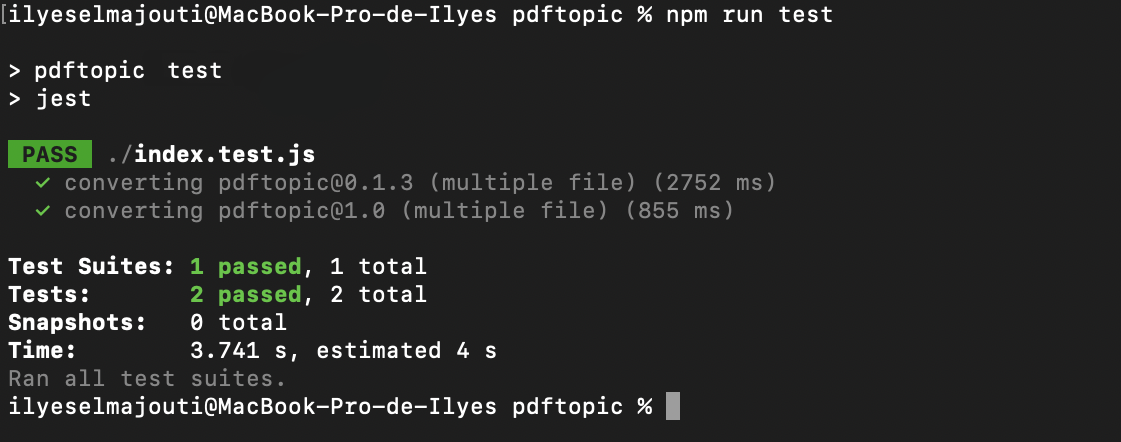 ilyeselmajouti@MacBook-Pro-de-Ilyes pdftopic % npm run test
> pdftopic test
> jest
PASS ./index.test.js
✓ converting pdftopic@0.1.3 (multiple file) (2752 ms)
✓ converting pdftopic@1.0 (multiple file) (855 ms)
Test Suites: 1 passed, 1 total
Tests: 2 passed, 2 total
Snapshots: 0 total
Time: 3.741 s, estimated 4 s
Ran all test suites.
ilyeselmajouti@MacBook-Pro-de-Ilyes pdftopic %